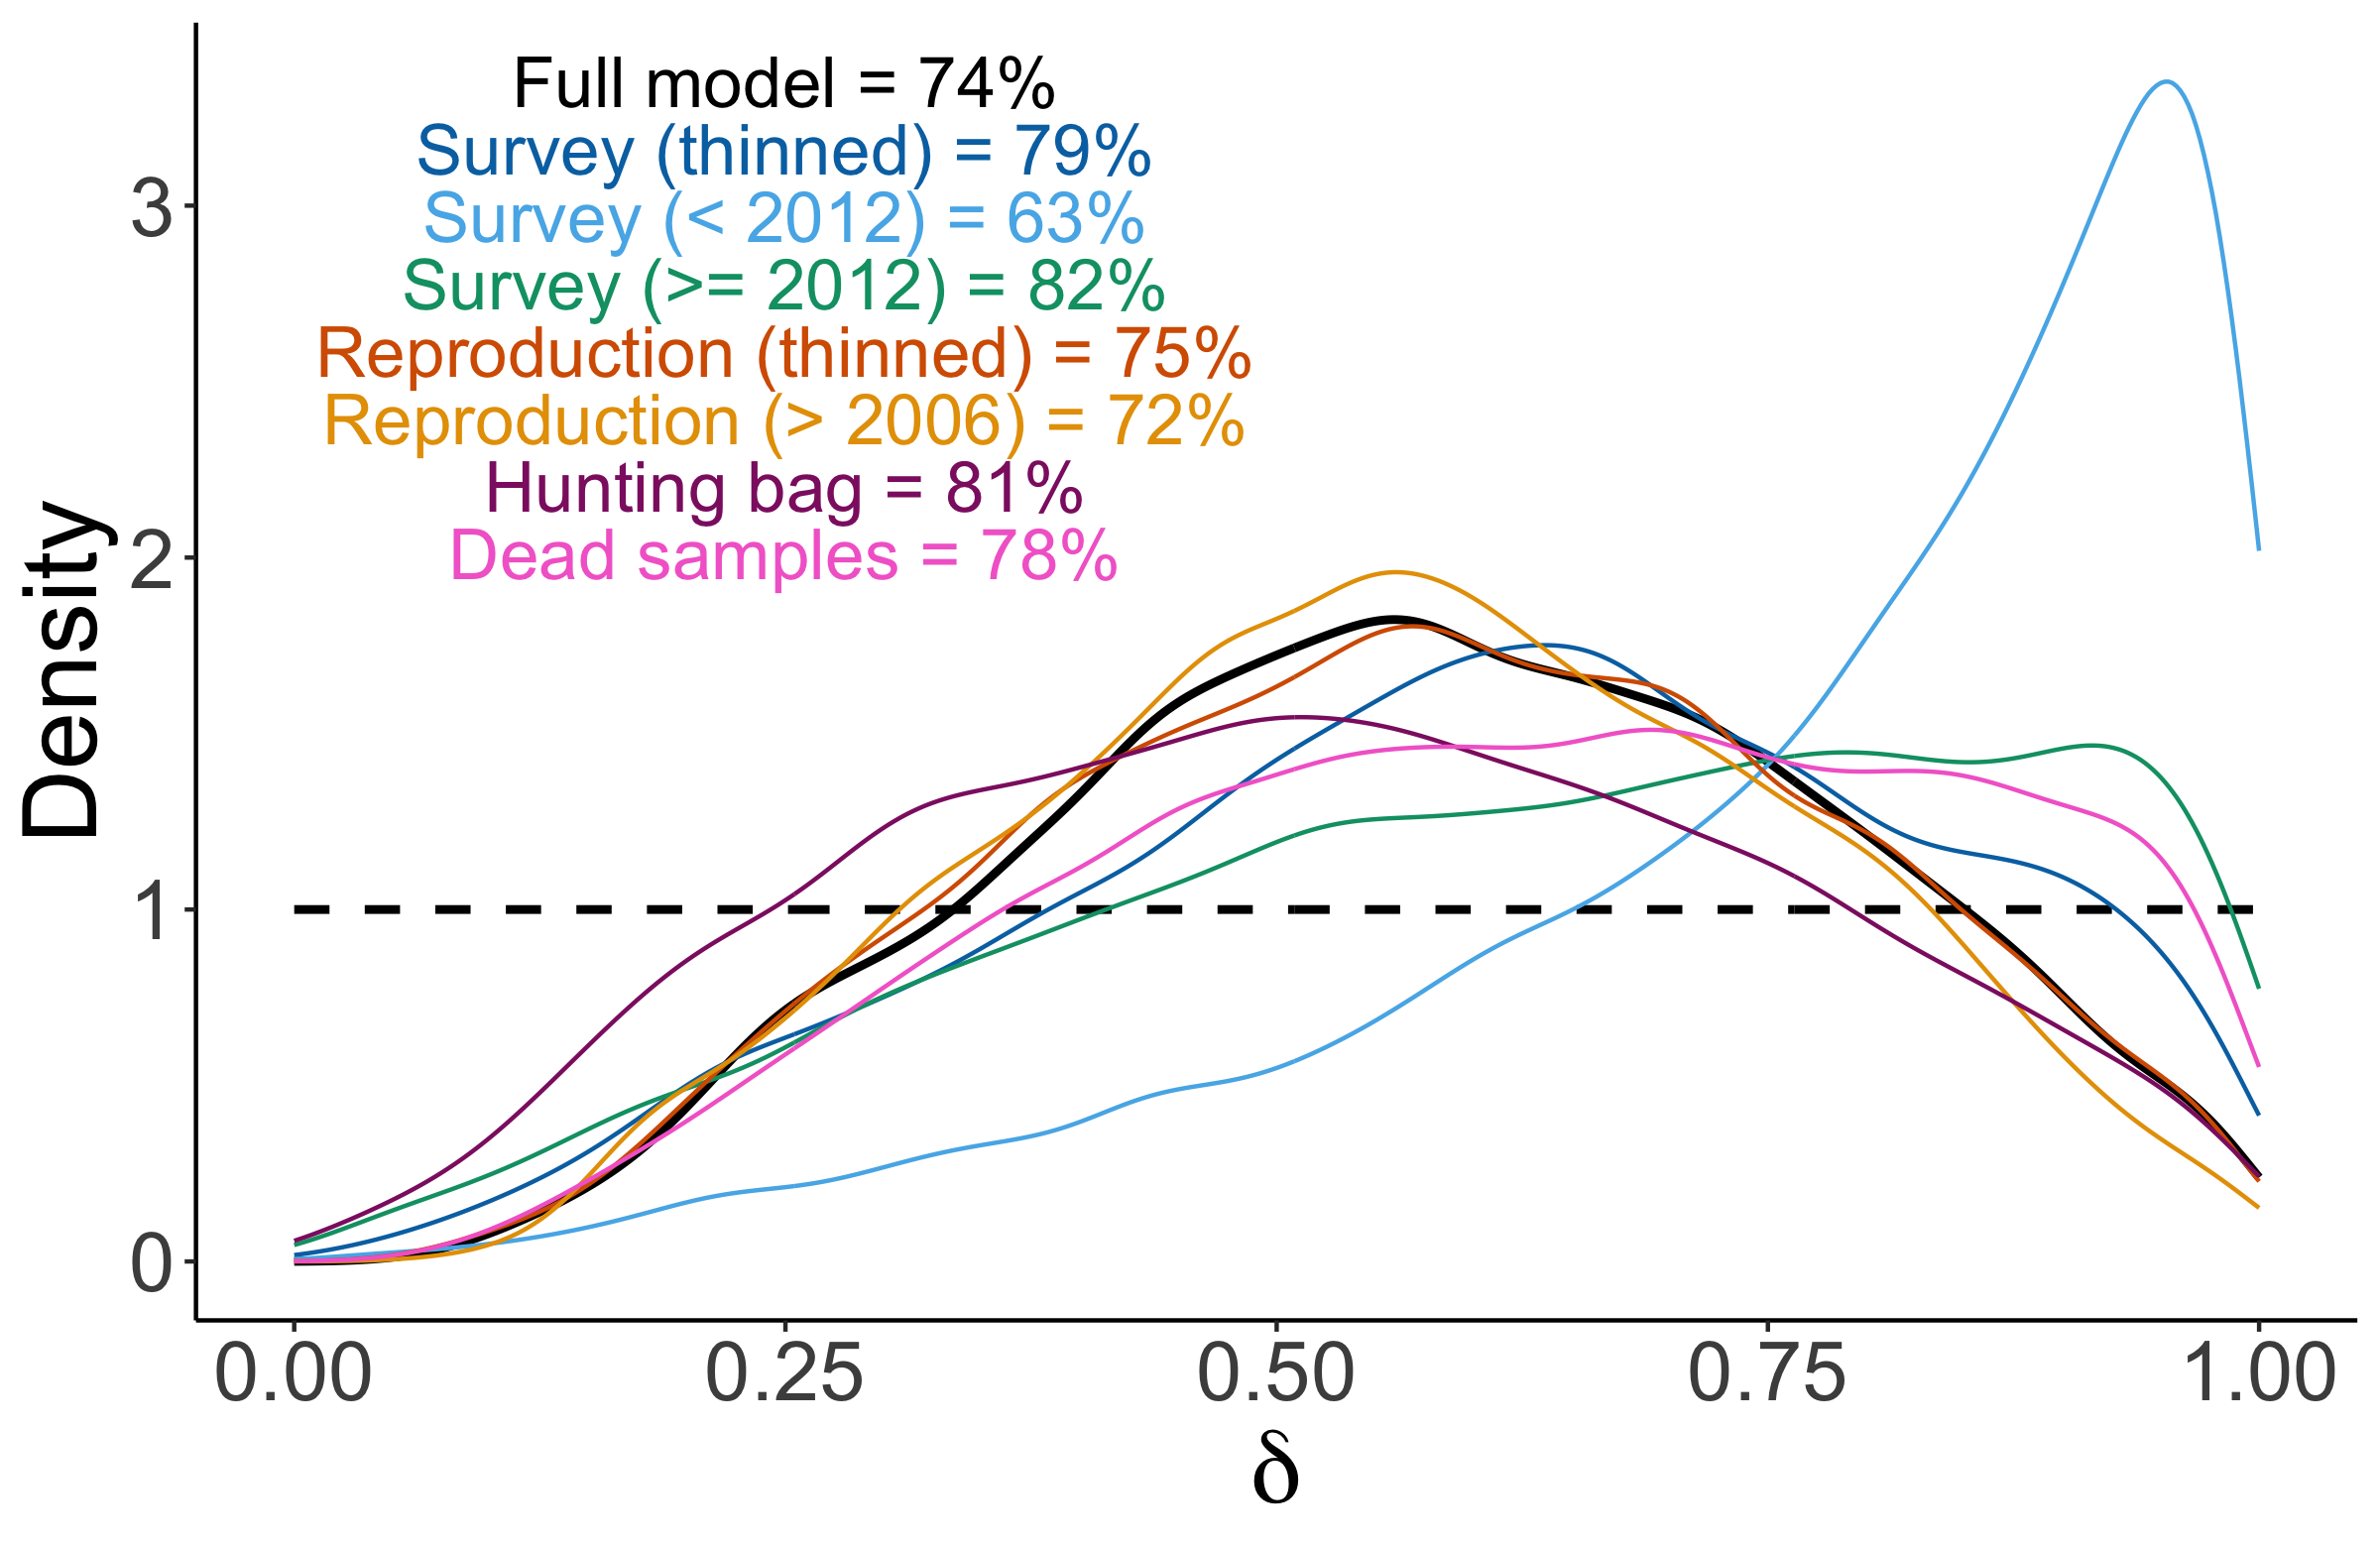 Full model = 74%
Survey (thinned) = 79%
Survey (< 2012) = 63%
Survey (>= 2012) = 82%
Reproduction (thinned) = 75%
Reproduction (> 2006) = 72%
Hunting bag = 81%
Dead samples = 78%
Density
3
2
1
0
0.00 0.25 0.50 0.75 1.00
δ